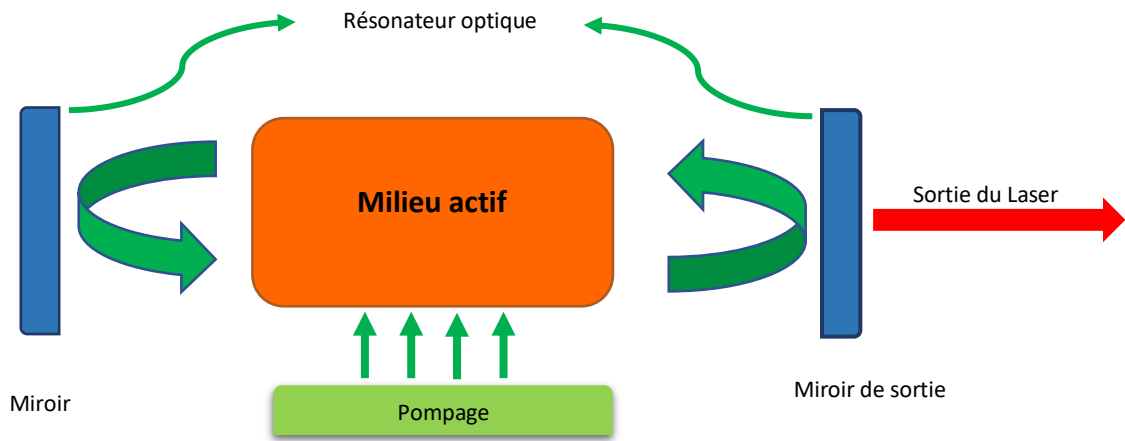 Résonateur optique
Milieu actif
Sortie du Laser
Miroir
Pompage
Miroir de sortie